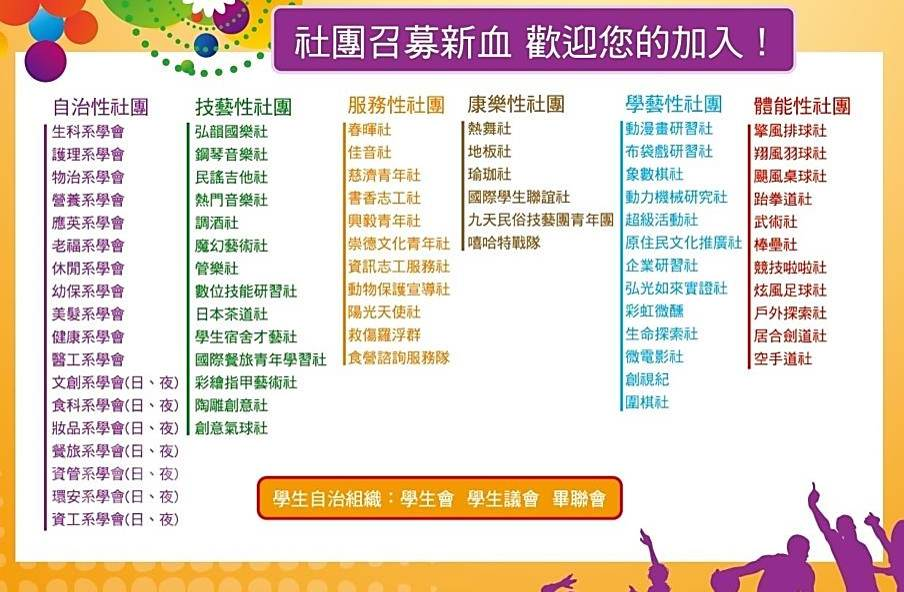 社團召募新血 歡迎您的加入！
自治性社團
生科系學會
護理系學會
物治系學會
營養系學會
應英系學會
老福系學會
休閒系學會
幼保系學會
美髮系學會
健康系學會
醫工系學會
文創系學會(日、夜)
食科系學會(日、夜)
妝品系學會(日、夜)
餐旅系學會(日、夜)
資管系學會(日、夜)
環安系學會(日、夜)
資工系學會(日、夜)
技藝性社團
弘韻國樂社
鋼琴音樂社
民謠吉他社
熱門音樂社
調酒社
魔幻藝術社
管樂社
數位技能研習社
日本茶道社
學生宿舍才藝社
國際餐旅青年學習社
彩繪指甲藝術社
陶雕創意社
創意氣球社
服務性社團
春暉社
佳音社
慈濟青年社
書香志工社
興毅青年社
崇德文化青年社
資訊志工服務社
動物保護宣導社
陽光天使社
救傷羅浮群
食營諮詢服務隊
康樂性社團
熱舞社
地板社
瑜珈社
國際學生聯誼社
九天民俗技藝團青年團
嘻哈特戰隊
學藝性社團
動漫畫研習社
布袋戲研習社
象數棋社
動力機械研究社
超級活動社
原住民文化推廣社
企業研習社
弘光如來實證社
彩虹微醺
生命探索社
微電影社
創視紀
圍棋社
體能性社團
擎風排球社
翔風羽球社
颶風桌球社
跆拳道社
武術社
棒壘社
競技啦啦社
炫風足球社
戶外探索社
居合劍道社
空手道社
學生自治組織：學生會 學生議會 畢聯會